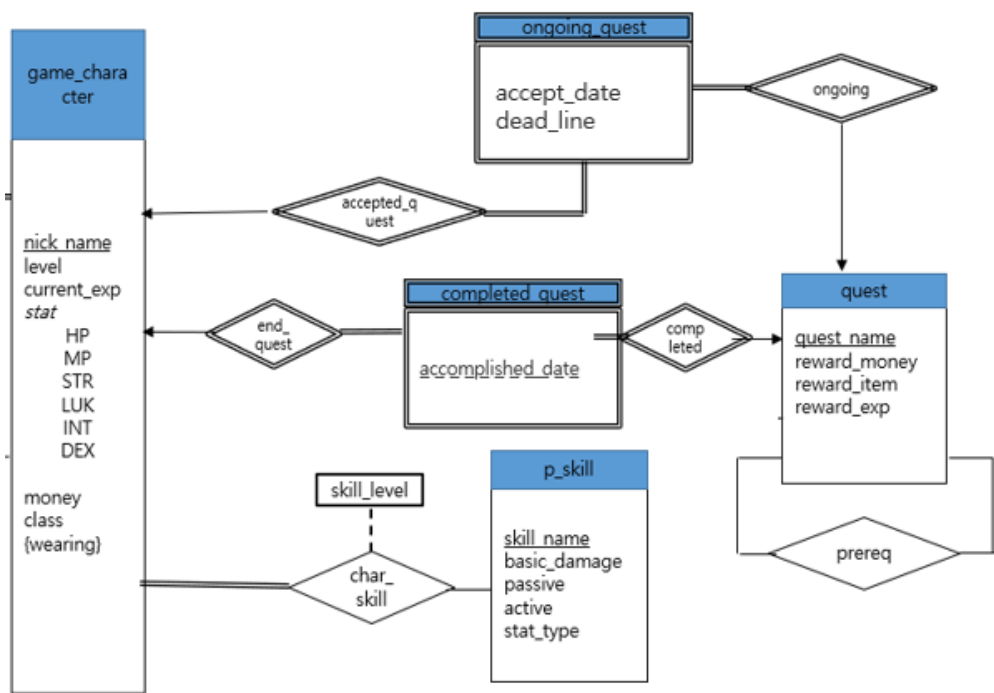 game_chara
cter
nick_name
level
current_exp
stat
HP
MP
STR
LUK
INT
DEX
money
class
{wearing}
ongoing_quest
accept_date
dead_line
ongoing
accepted_q
uest
end_
quest
completed_quest
accomplished_date
comp
leted
quest
quest_name
reward_money
reward_item
reward_exp
prereq
skill_level
char_
skill
p_skill
skill_name
basic_damage
passive
active
stat_type